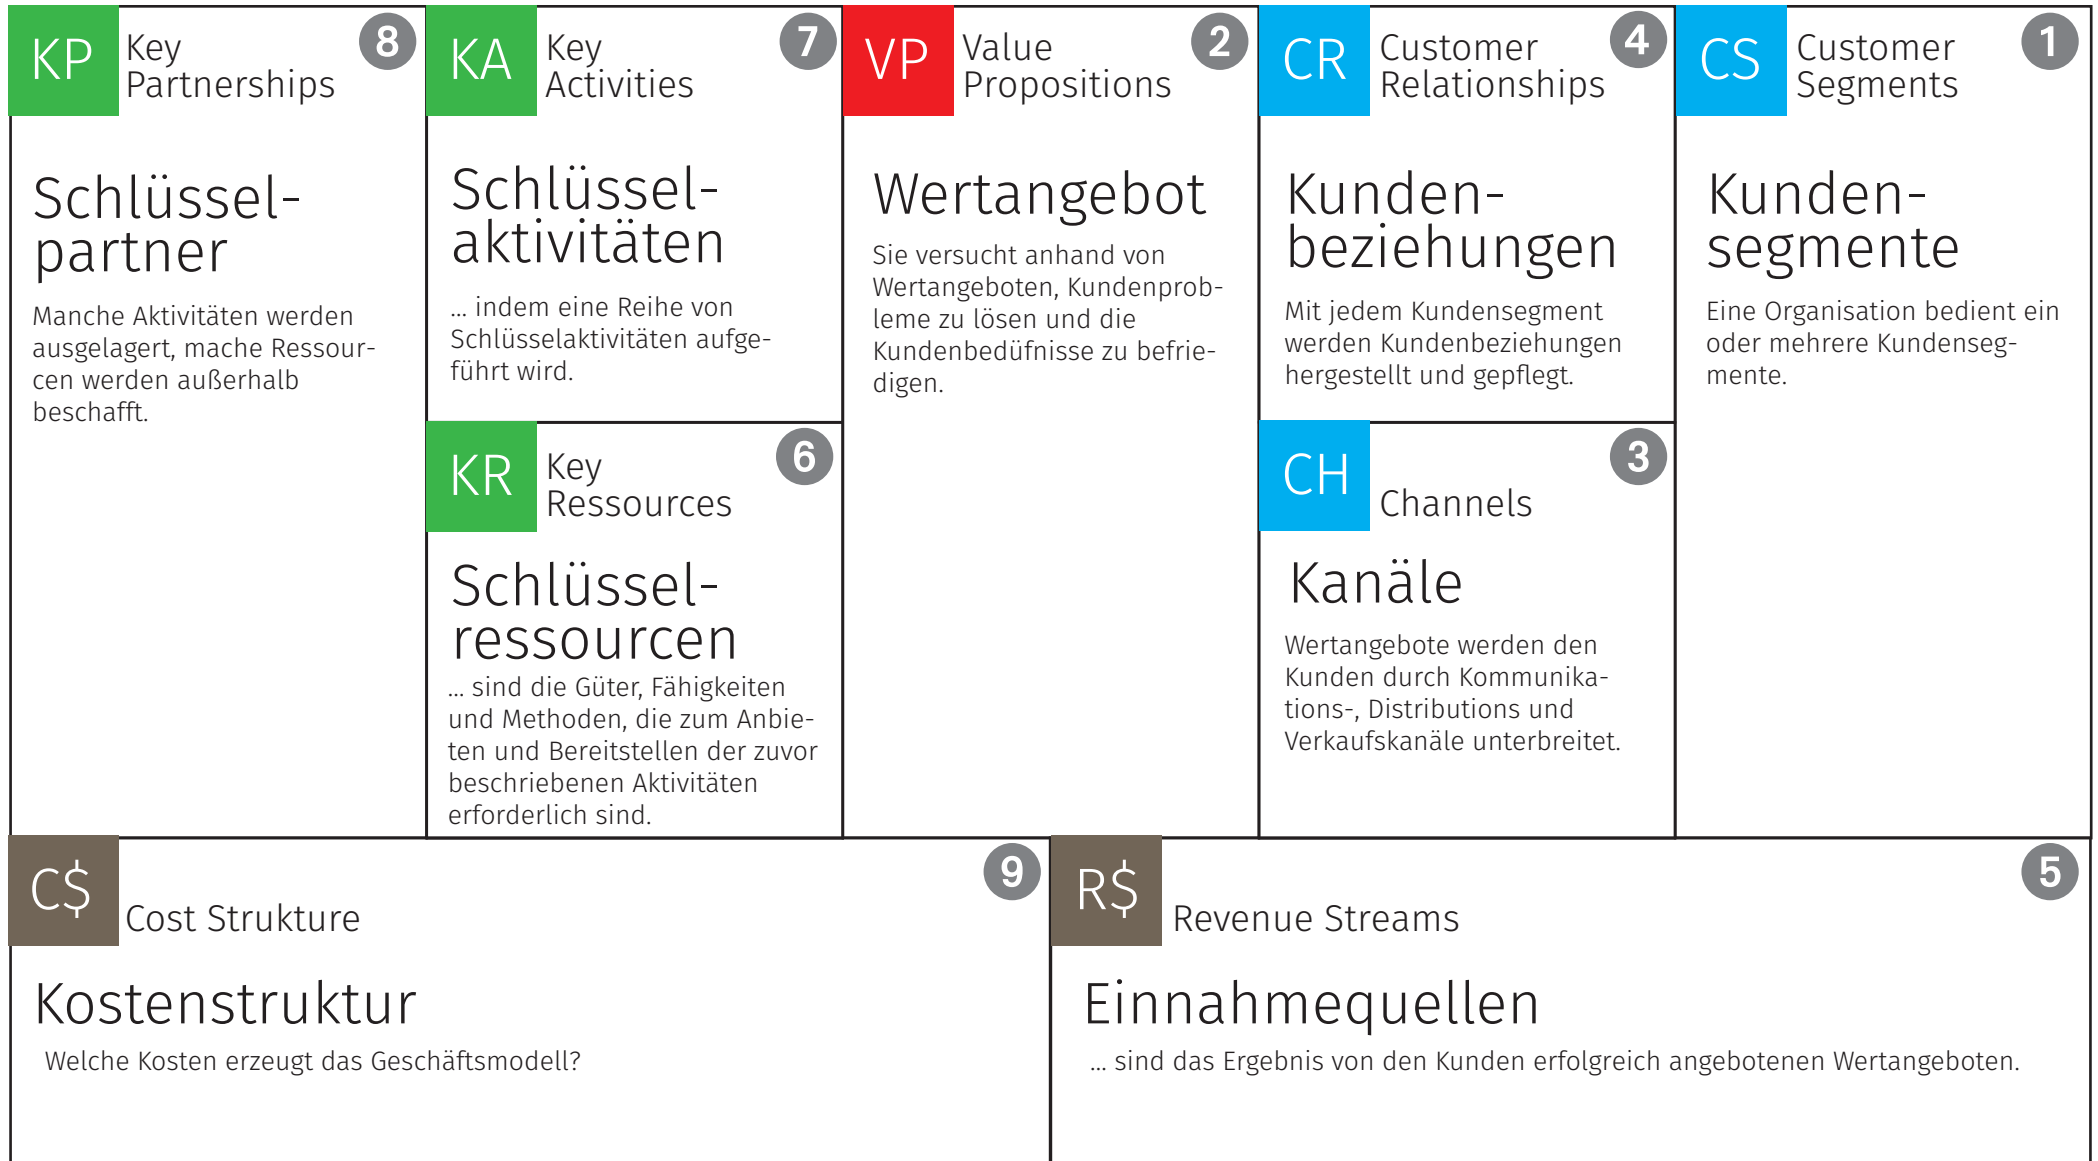 KP
Key
Partnerships
8
Schlüssel-
partner
Manche Aktivitäten werden
ausgelagert, mache Ressour-
cen werden außerhalb
beschafft.
KA
Key
Activities
7
Schlüssel-
aktivitäten
... indem eine Reihe von
Schlüsselaktivitäten aufge-
führt wird.
KR
Key
Ressources
6
Schlüssel-
ressourcen
... sind die Güter, Fähigkeiten
und Methoden, die zum Anbie-
ten und Bereitstellen der zuvor
beschriebenen Aktivitäten
erforderlich sind.
VP
Value
Propositions
2
Wertangebot
Sie versucht anhand von
Wertangeboten, Kundenprob-
leme zu lösen und die
Kundenbedüfnisse zu befrie-
digen.
CR
Customer
Relationships
4
Kunden-
beziehungen
Mit jedem Kundensegment
werden Kundenbeziehungen
hergestellt und gepflegt.
CH
Channels
3
Kanäle
Wertangebote werden den
Kunden durch Kommunika-
tions-, Distributions und
Verkaufskanäle unterbreitet.
CS
Customer
Segments
1
Kunden-
segmente
Eine Organisation bedient ein
oder mehrere Kundenseg-
mente.
C$
Cost Strukture
9
Kostenstruktur
Welche Kosten erzeugt das Geschäftsmodell?
R$
Revenue Streams
5
Einnahmequellen
... sind das Ergebnis von den Kunden erfolgreich angebotenen Wertangeboten.